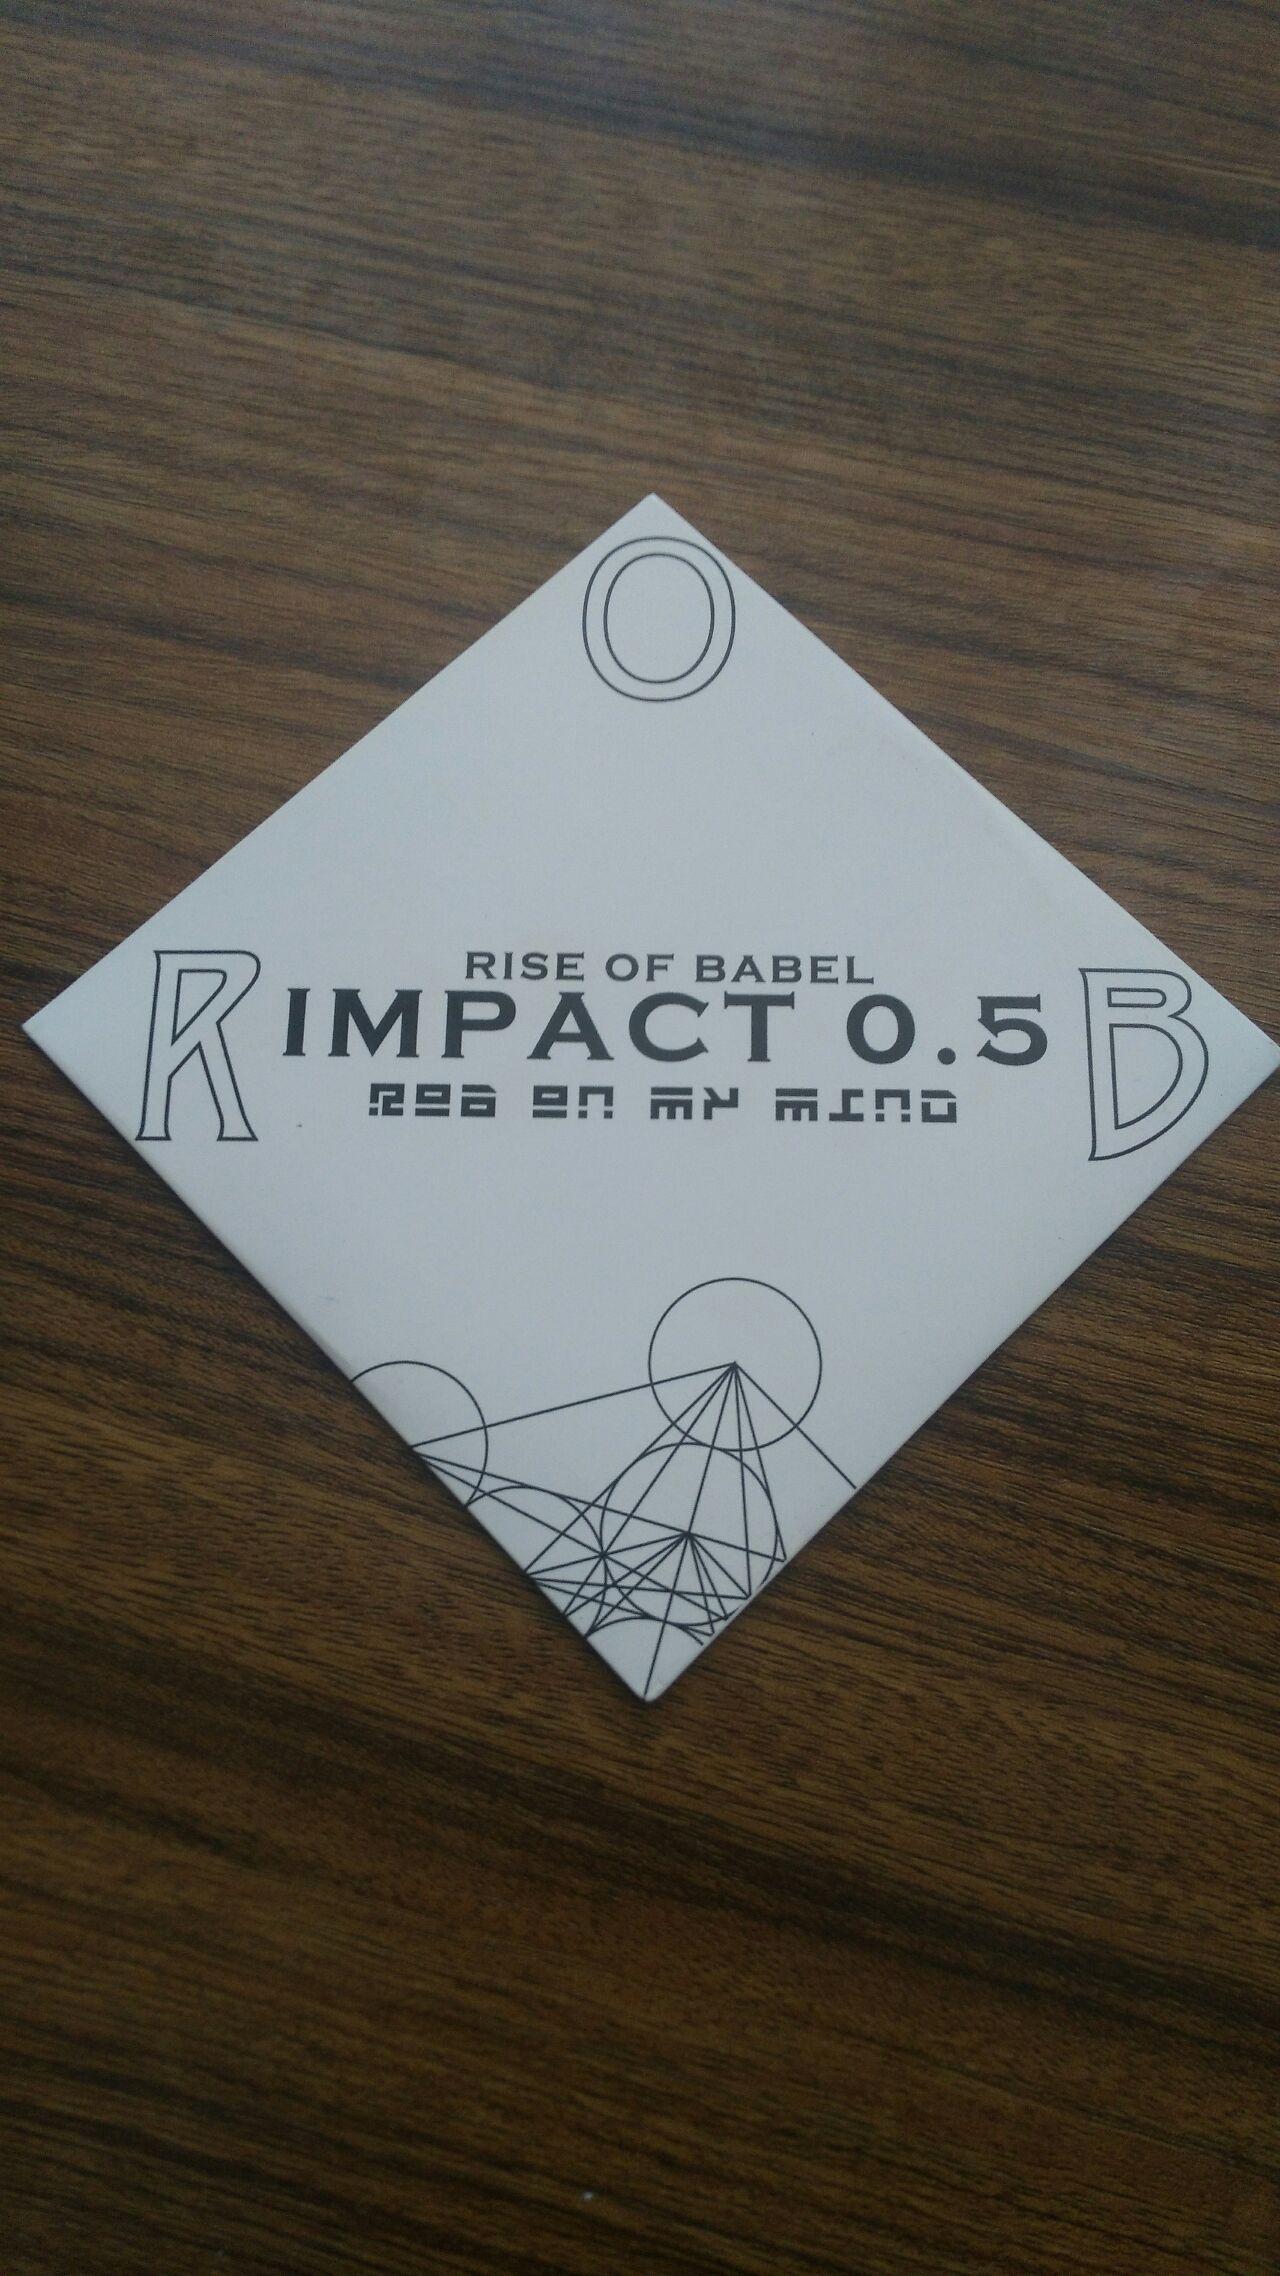 O
RISE OF BABEL
R IMPACT 0.5 B
ROB ON MY MIND